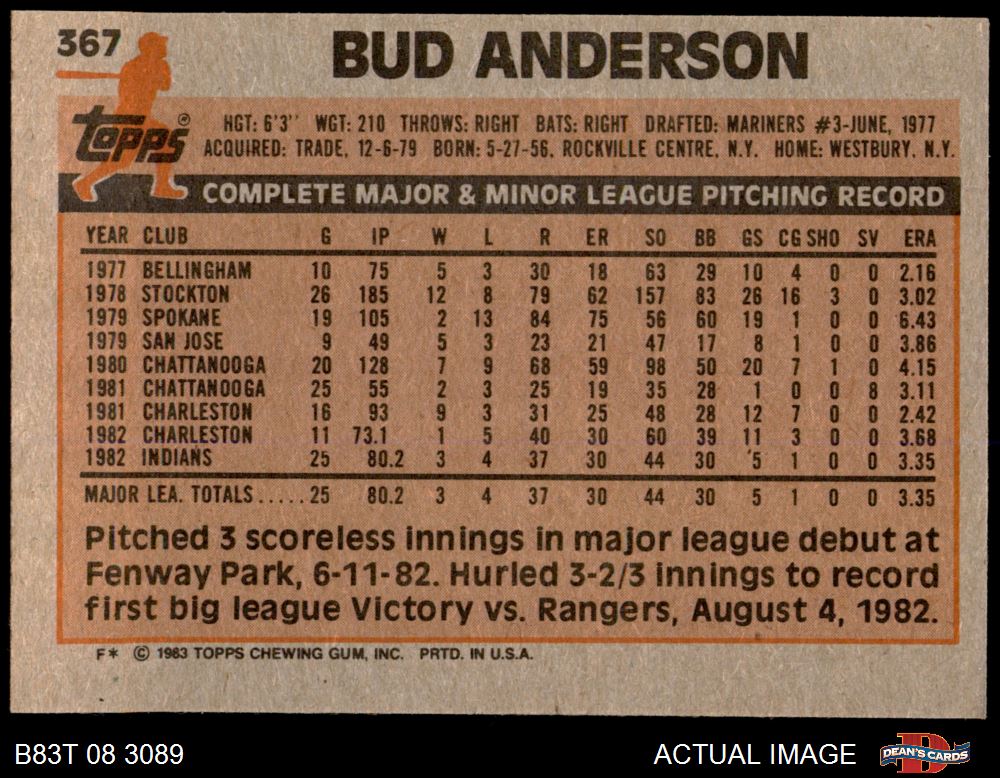 367
BUD ANDERSON
Topps®
HGT: 6'3" WGT: 210 THROWS: RIGHT BATS: RIGHT DRAFTED: MARINERS #3-JUNE, 1977
ACQUIRED: TRADE, 12-6-79 BORN: 5-27-56, ROCKVILLE CENTRE, N.Y. HOME: WESTBURY, N.Y.
COMPLETE MAJOR & MINOR LEAGUE PITCHING RECORD
YEAR CLUB G IP W L R ER SO BB GS CG SHO SV ERA
1977 BELLINGHAM 10 75 5 3 30 18 63 29 10 4 0 0 2.16
1978 STOCKTON 26 185 12 8 79 62 157 83 26 16 3 0 3.02
1979 SPOKANE 19 105 2 13 84 75 56 60 19 1 0 0 6.43
1979 SAN JOSE 9 49 5 3 23 21 47 17 8 1 0 0 3.86
1980 CHATTANOOGA 20 128 7 9 68 59 98 50 20 7 1 0 4.15
1981 CHATTANOOGA 25 55 2 3 25 19 35 28 1 0 0 8 3.11
1981 CHARLESTON 16 93 9 3 31 25 48 28 12 7 0 0 2.42
1982 CHARLESTON 11 73.1 1 5 40 30 60 39 11 3 0 0 3.68
1982 INDIANS 25 80.2 3 4 37 30 44 30 5 1 0 0 3.35
MAJOR LEA. TOTALS.....25 80.2 3 4 37 30 44 30 5 1 0 0 3.35
Pitched 3 scoreless innings in major league debut at
Fenway Park, 6-11-82. Hurled 3-2/3 innings to record
first big league Victory vs. Rangers, August 4, 1982.
F* © 1983 TOPPS CHEWING GUM, INC. PRTD. IN U.S.A.
B83T 08 3089 ACTUAL IMAGE DEAN'S CARDS